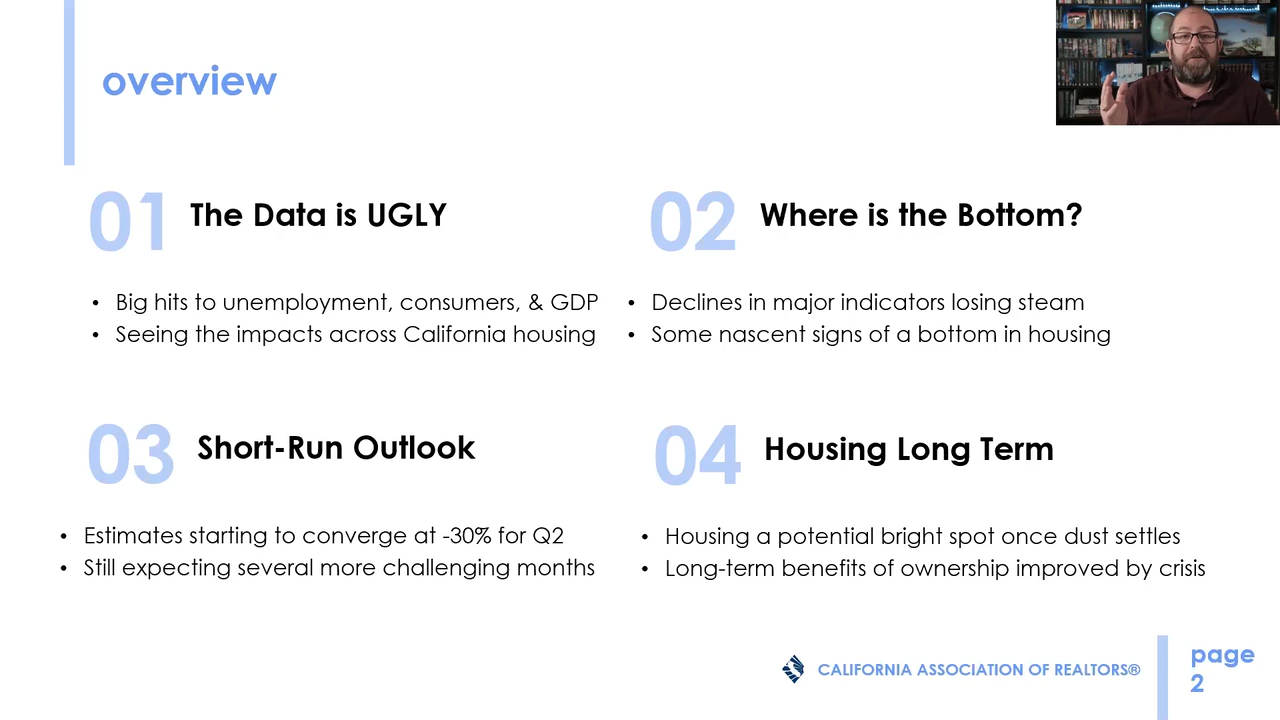 overview
01 The Data is UGLY
• Big hits to unemployment, consumers, & GDP
• Seeing the impacts across California housing
02 Where is the Bottom?
• Declines in major indicators losing steam
• Some nascent signs of a bottom in housing
03 Short-Run Outlook
• Estimates starting to converge at -30% for Q2
• Still expecting several more challenging months
04 Housing Long Term
• Housing a potential bright spot once dust settles
• Long-term benefits of ownership improved by crisis
CALIFORNIA ASSOCIATION OF REALTORS®
page
2